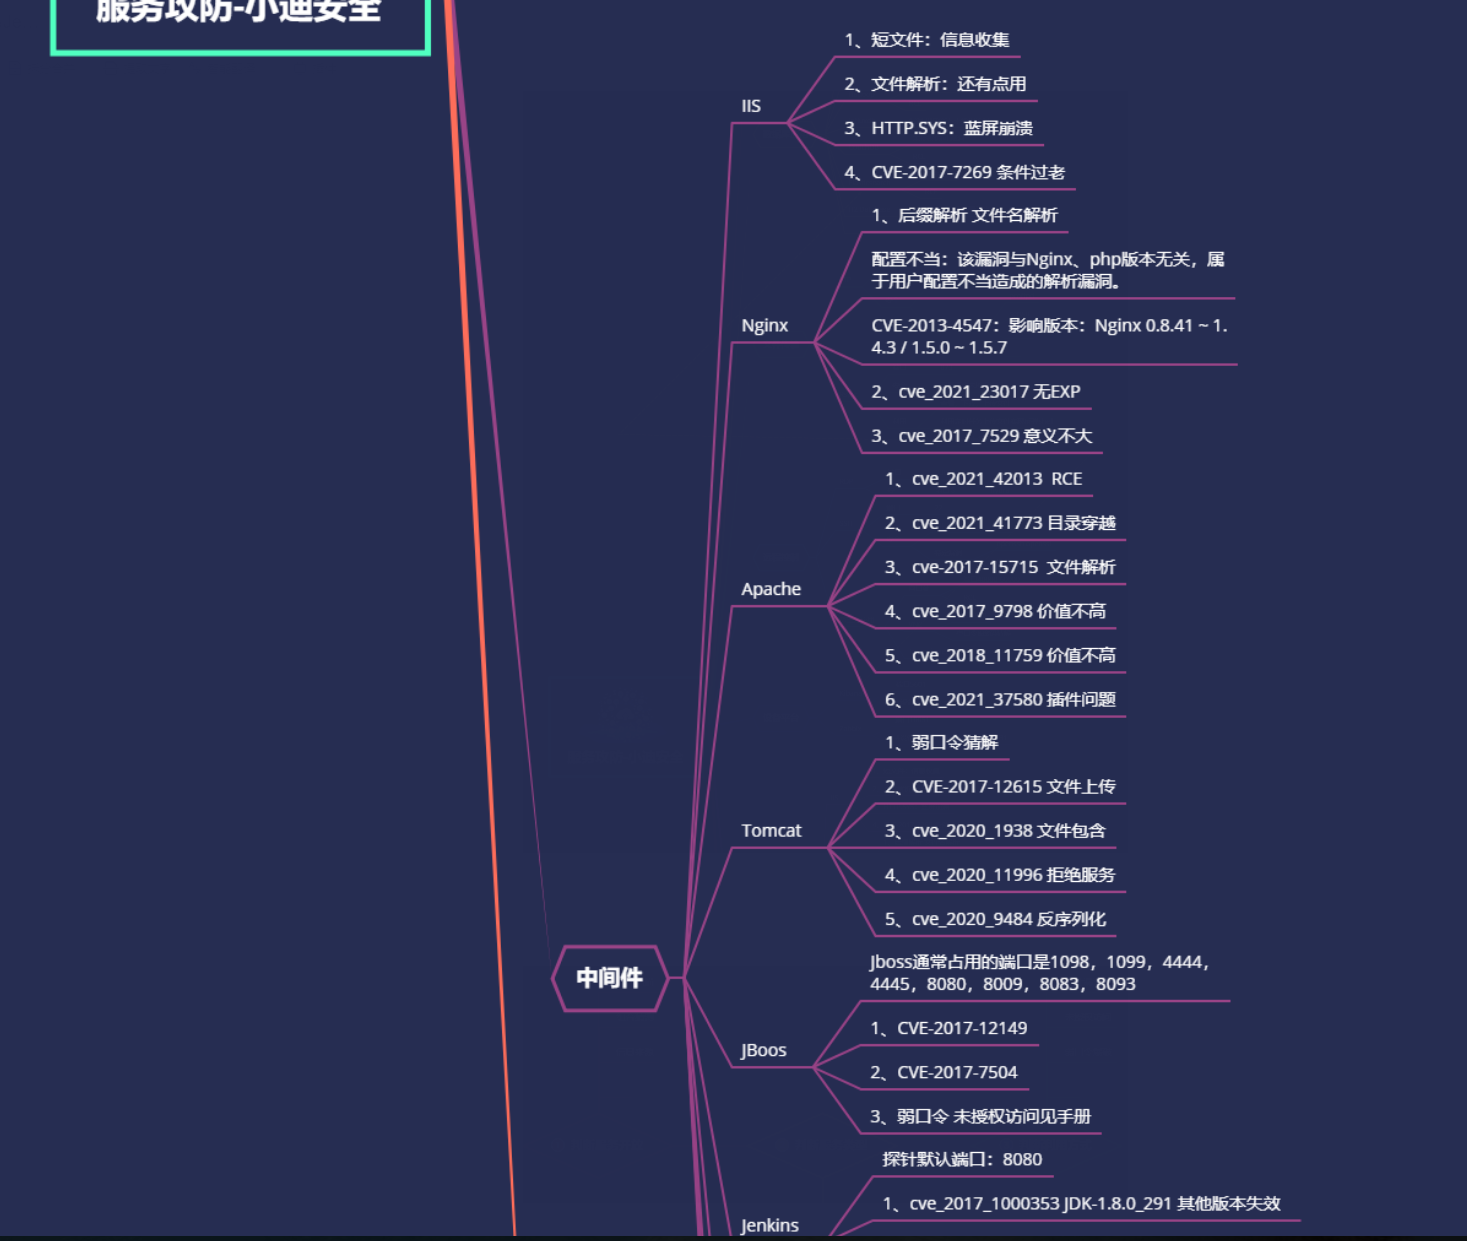 服务攻防-小迪安全
IIS
1、短文件：信息收集
2、文件解析：还有点用
3、HTTP.SYS：蓝屏崩溃
4、CVE-2017-7269 条件过老
Nginx
1、后缀解析 文件名解析
配置不当：该漏洞与Nginx、php版本无关，属
于用户配置不当造成的解析漏洞。
CVE-2013-4547：影响版本：Nginx 0.8.41 ~ 1.
4.3 / 1.5.0 ~ 1.5.7
2、cve_2021_23017 无EXP
3、cve_2017_7529 意义不大
Apache
1、cve_2021_42013  RCE
2、cve_2021_41773 目录穿越
3、cve-2017-15715  文件解析
4、cve_2017_9798 价值不高
5、cve_2018_11759 价值不高
6、cve_2021_37580 插件问题
Tomcat
1、弱口令猜解
2、CVE-2017-12615 文件上传
3、cve_2020_1938 文件包含
4、cve_2020_11996 拒绝服务
5、cve_2020_9484 反序列化
中间件
JBoos
Jboss通常占用的端口是1098，1099，4444，
4445，8080，8009，8083，8093
1、CVE-2017-12149
2、CVE-2017-7504
3、弱口令 未授权访问见手册
Jenkins
探针默认端口：8080
1、cve_2017_1000353 JDK-1.8.0_291 其他版本失效